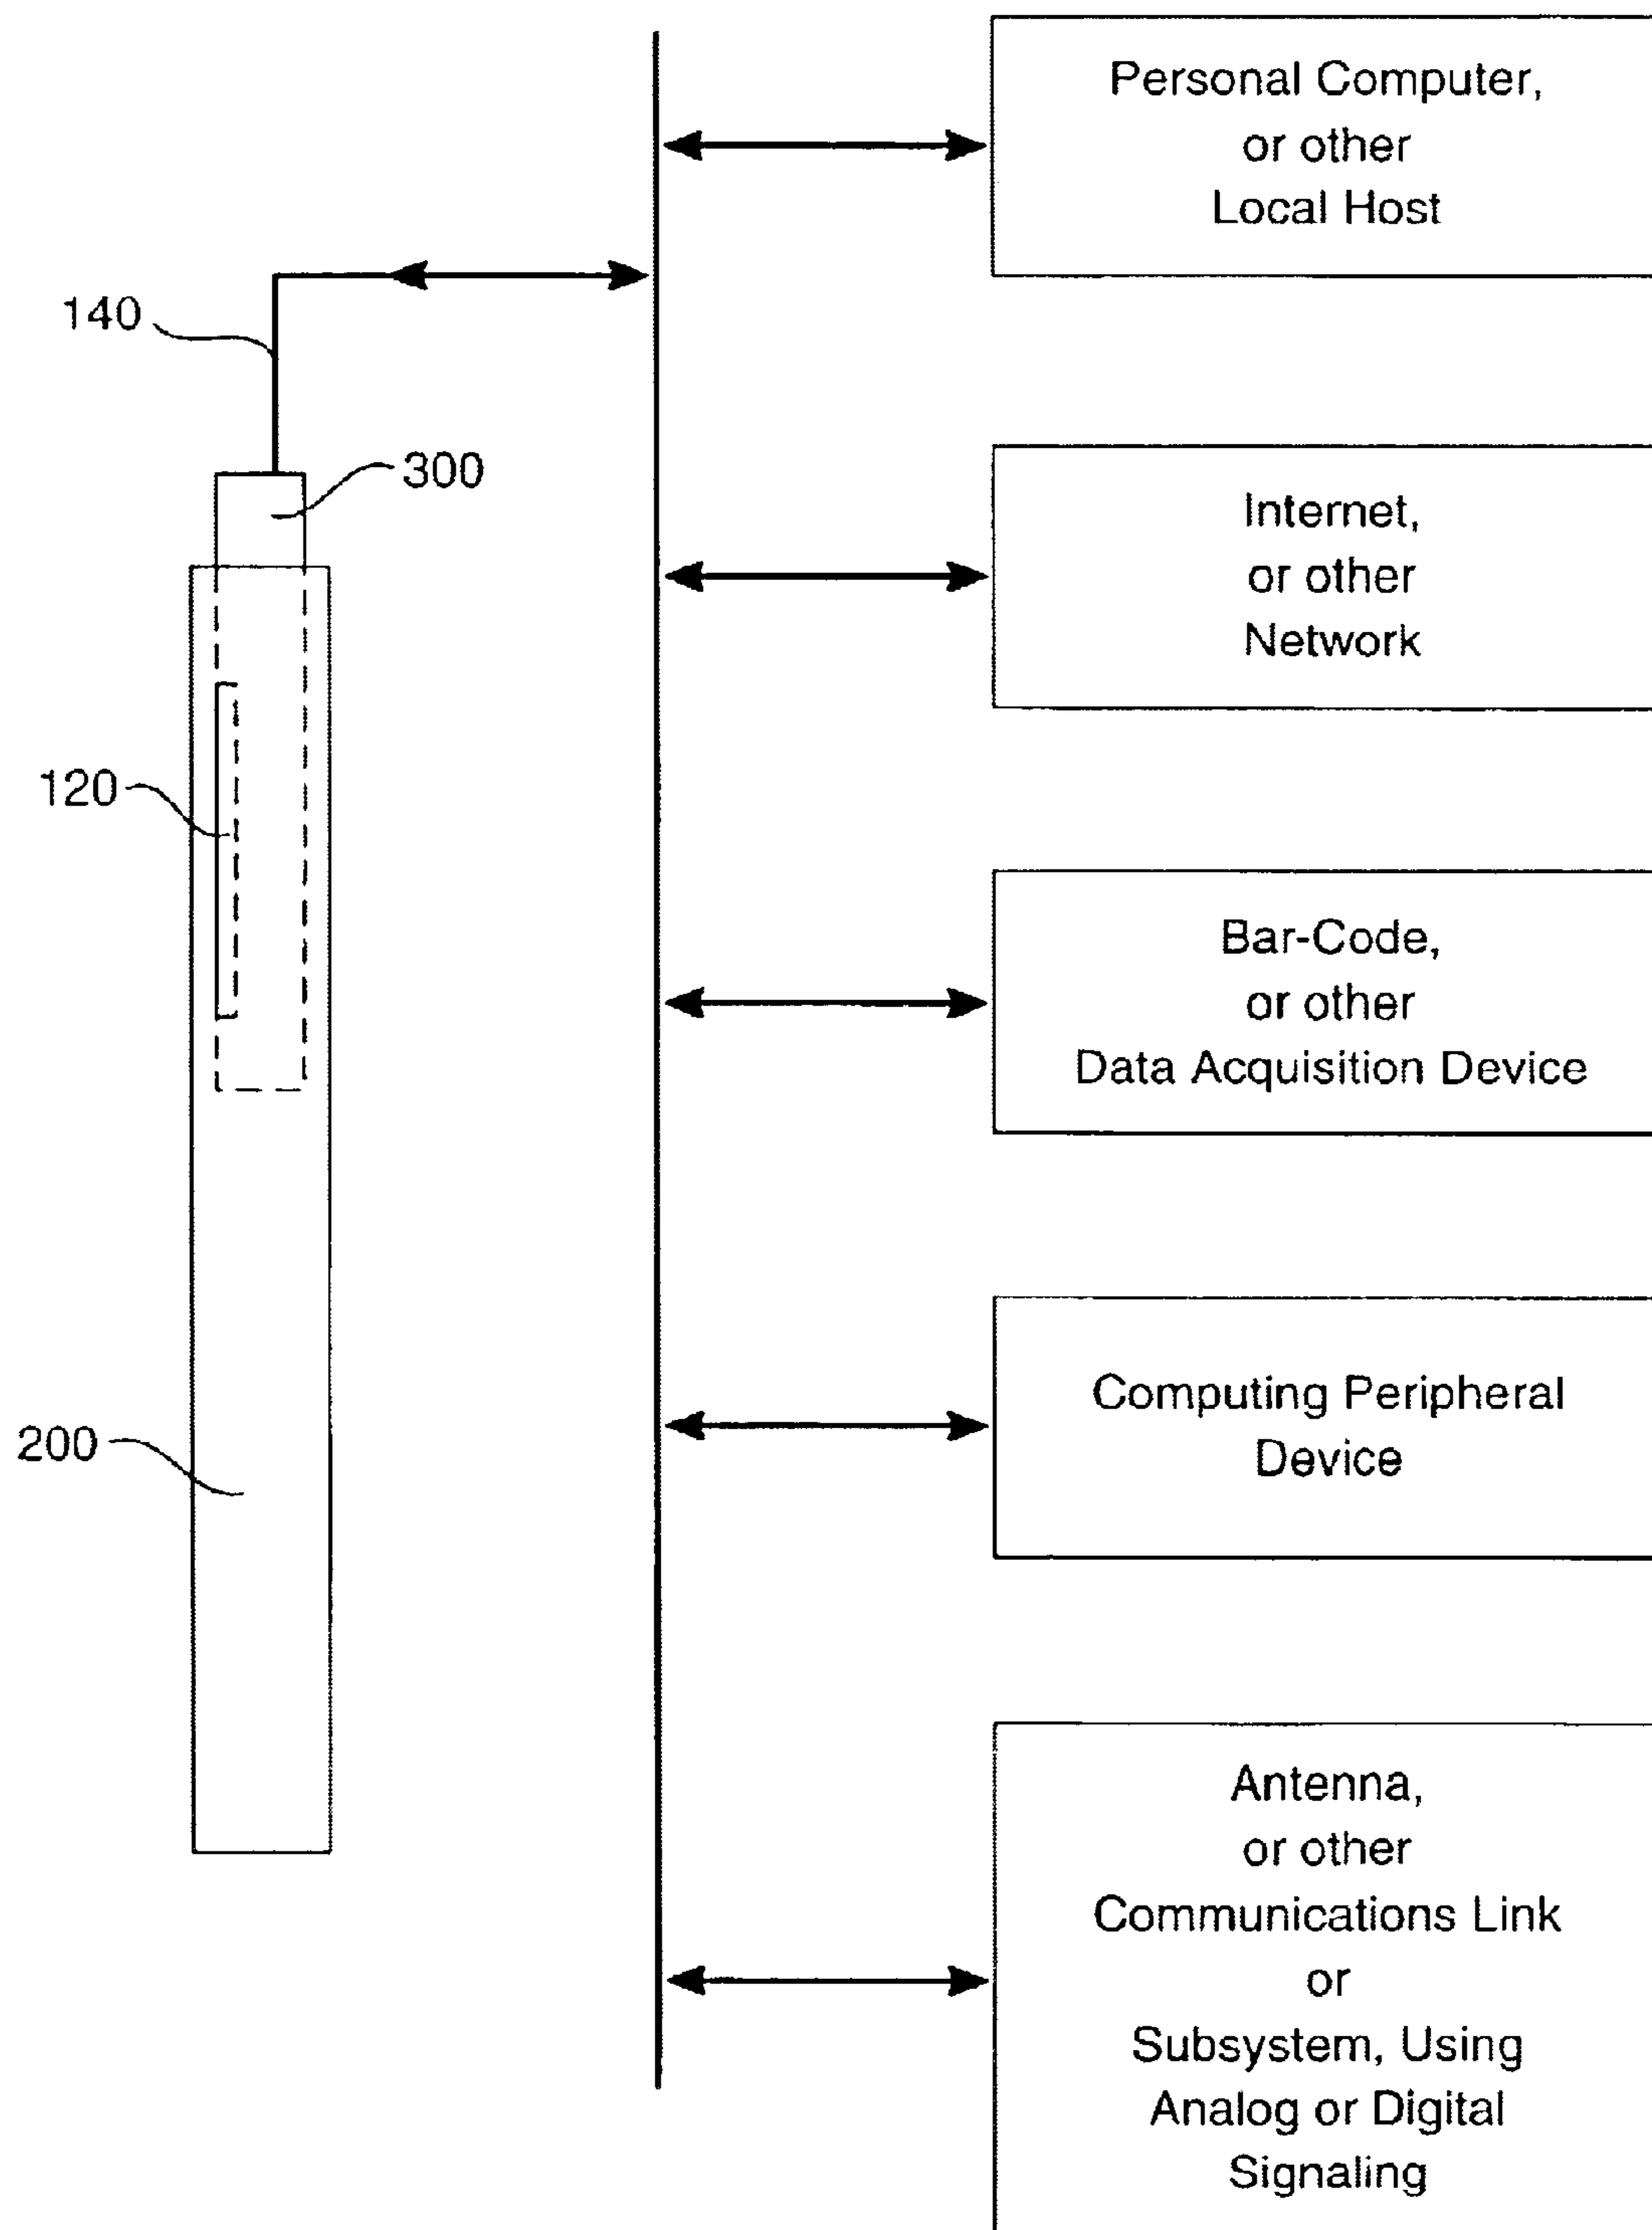 Personal Computer,
or other
Local Host
140
300
Internet,
or other
Network
120
Bar-Code,
or other
Data Acquisition Device
200
Computing Peripheral
Device
Antenna,
or other
Communications Link
or
Subsystem, Using
Analog or Digital
Signaling